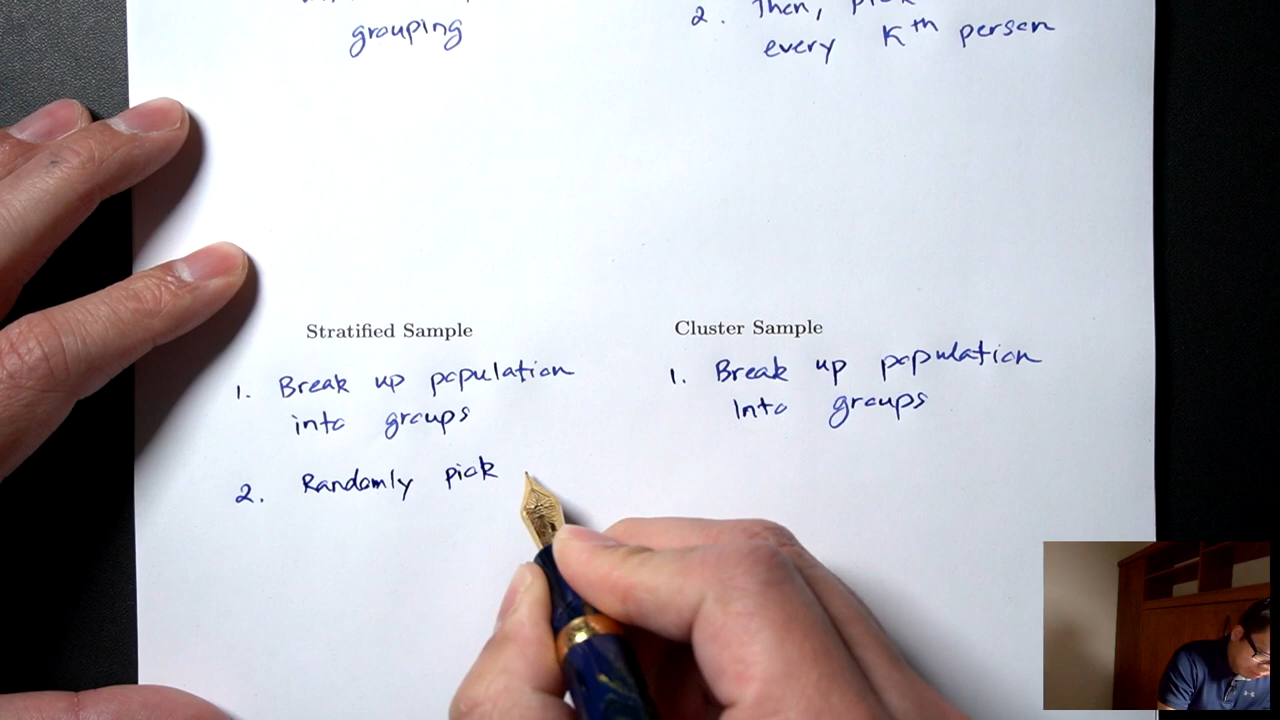 grouping
2. Then,
every Kth person
Stratified Sample
1. Break up population
into groups
2. Randomly pick
Cluster Sample
1. Break up population
Into groups